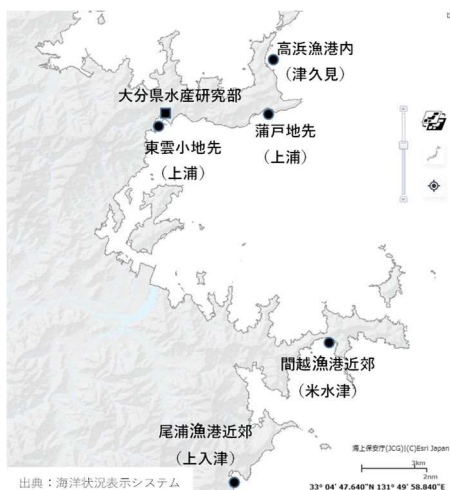 高浜漁港内
（津久見）
大分県水産研究部
蒲戸地先
（上浦）
東雲小地先
（上浦）
間越漁港近郊
（米水津）
尾浦漁港近郊
（上入津）
海上保安庁(JCG)|(C)Esri Japan
3km
2nm
出典：海洋状況表示システム
33° 04′ 47.640″N 131° 49′ 58.840″E